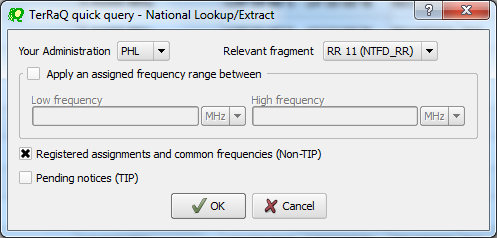 TerRaQ quick query - National Lookup/Extract
Your Administration PHL Relevant fragment RR 11 (NTFD_RR)
Apply an assigned frequency range between
Low frequency High frequency
MHz MHz
Registered assignments and common frequencies (Non-TIP)
Pending notices (TIP)
OK Cancel